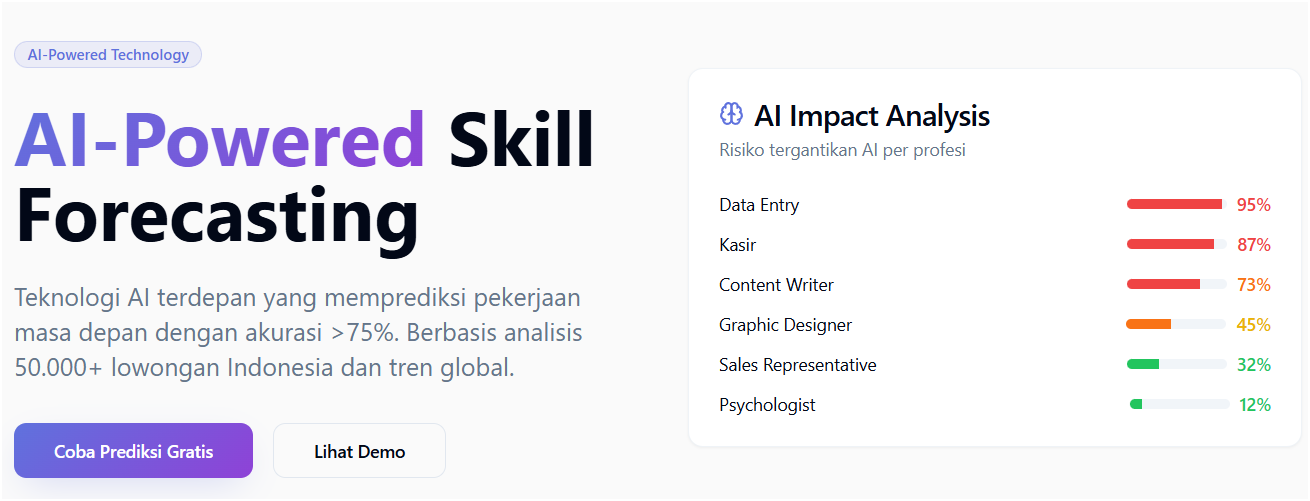 AI-Powered Technology
AI-Powered Skill
Forecasting
Teknologi AI terdepan yang memprediksi pekerjaan
masa depan dengan akurasi >75%. Berbasis analisis
50.000+ lowongan Indonesia dan tren global.
Coba Prediksi Gratis
Lihat Demo
AI Impact Analysis
Risiko tergantikan AI per profesi
Data Entry 95%
Kasir 87%
Content Writer 73%
Graphic Designer 45%
Sales Representative 32%
Psychologist 12%